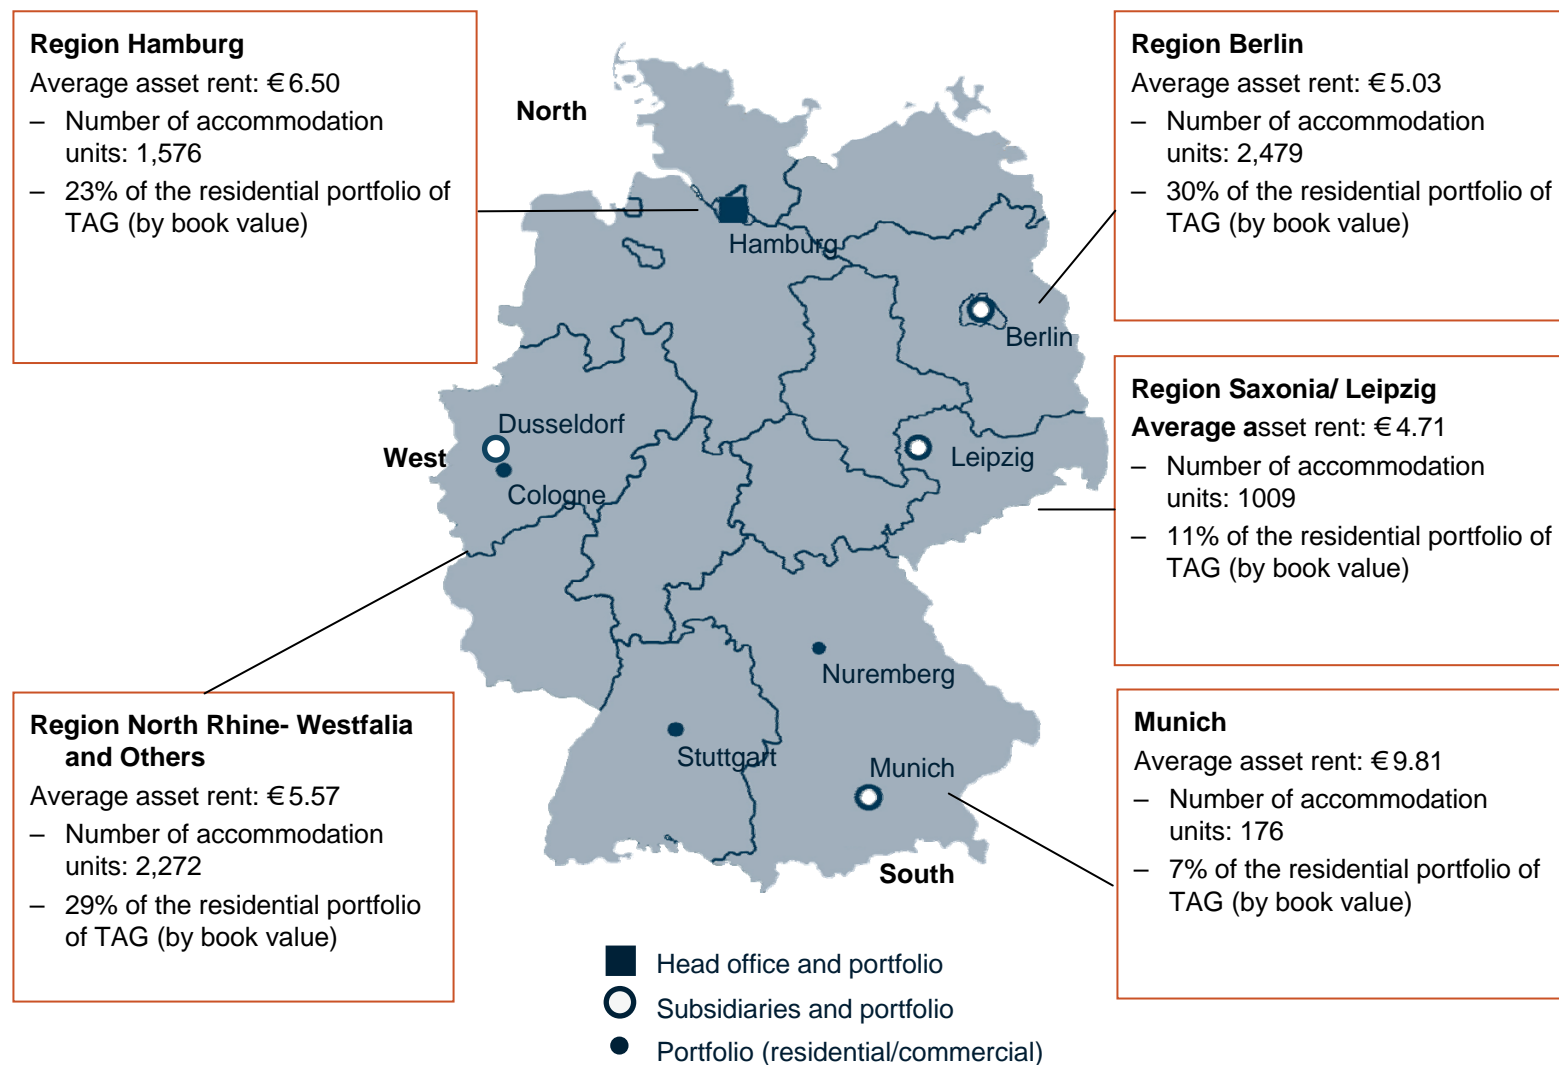 Region Hamburg
Average asset rent: € 6.50
– Number of accommodation
units: 1,576
– 23% of the residential portfolio of
TAG (by book value)
North
Region Berlin
Average asset rent: € 5.03
– Number of accommodation
units: 2,479
– 30% of the residential portfolio of
TAG (by book value)
Hamburg
Berlin
Region Saxonia/ Leipzig
Average asset rent: € 4.71
– Number of accommodation
units: 1009
– 11% of the residential portfolio of
TAG (by book value)
Dusseldorf
West
Cologne
Leipzig
Nuremberg
Stuttgart
Munich
South
Region North Rhine- Westfalia
and Others
Average asset rent: € 5.57
– Number of accommodation
units: 2,272
– 29% of the residential portfolio
of TAG (by book value)
Munich
Average asset rent: € 9.81
– Number of accommodation
units: 176
– 7% of the residential portfolio of
TAG (by book value)
Head office and portfolio
Subsidiaries and portfolio
Portfolio (residential/commercial)